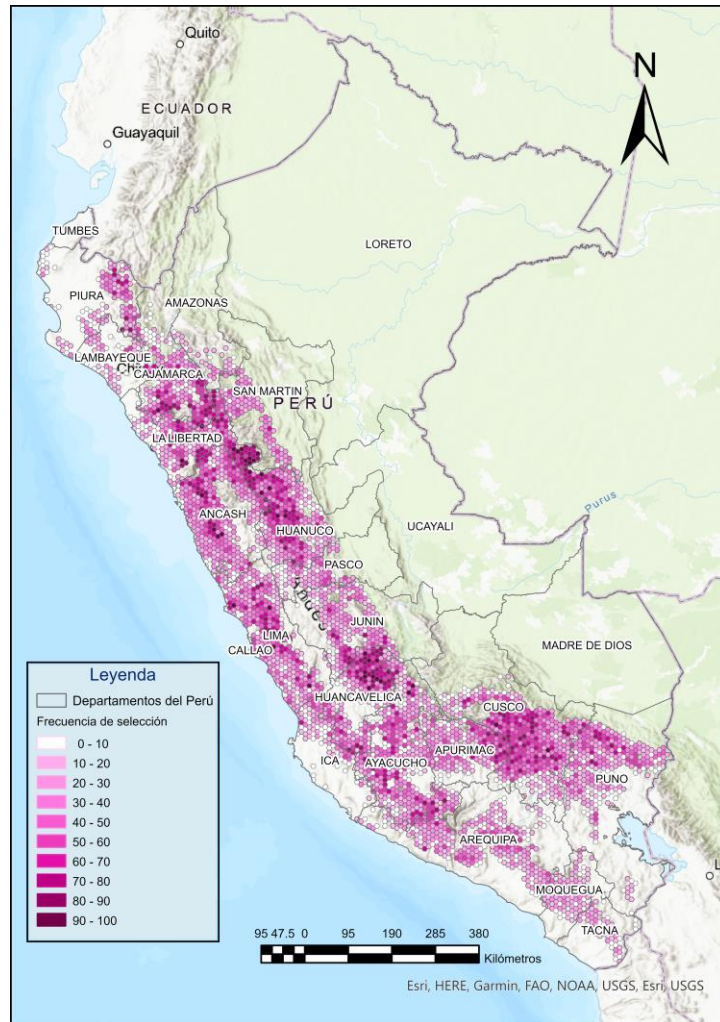 Quito
ECUADOR
Guayaquil
N
TUMBES
LORETO
PIURA
AMAZONAS
LAMBAYEQUE
CAJAMARCA
SAN MARTIN
PERÚ
LA LIBERTAD
Purus
ANCASH
UCAYALI
HUANUCO
PASCO
JUNIN
MADRE DE DIOS
LIMA
CALLAO
HUANCAVELICA
CUSCO
APURIMAC
ICA
AYACUCHO
PUNO
AREQUIPA
MOQUEGUA
TACNA
Leyenda
Departamentos del Perú
Frecuencia de selección
0 - 10
10 - 20
20 - 30
30 - 40
40 - 50
50 - 60
60 - 70
70 - 80
80 - 90
90 - 100
95 47.5 0 95 190 285 380
Kilómetros
Esri, HERE, Garmin, FAO, NOAA, USGS, Esri, USGS